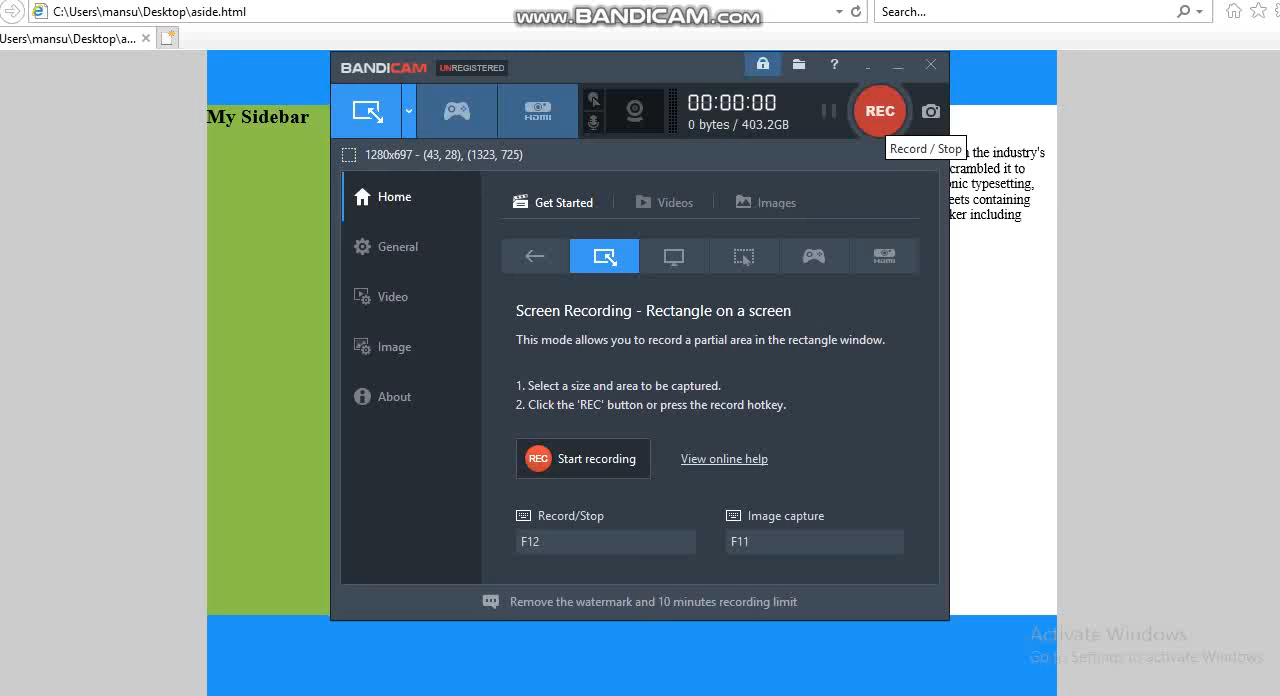 C:\Users\mansu\Desktop\aside.html
www.BANDICAM.com
Search...
Users\mansu\Desktop\a...
BANDICAM UNREGISTERED
?
HDMI
00:00:00
0 bytes / 403.2GB
REC
My Sidebar
Record / Stop
n the industry's
1280x697 - (43, 28), (1323, 725)
crambled it to
onic typesetting,
eets containing
ker including
Home
Get Started
Videos
Images
General
HDMI
Video
Screen Recording - Rectangle on a screen
This mode allows you to record a partial area in the rectangle window.
Image
1. Select a size and area to be captured.
About
2. Click the 'REC' button or press the record hotkey.
REC Start recording
View online help
Record/Stop
Image capture
F12
F11
Remove the watermark and 10 minutes recording limit
Activate Windows
Go to Settings to activate Windows.